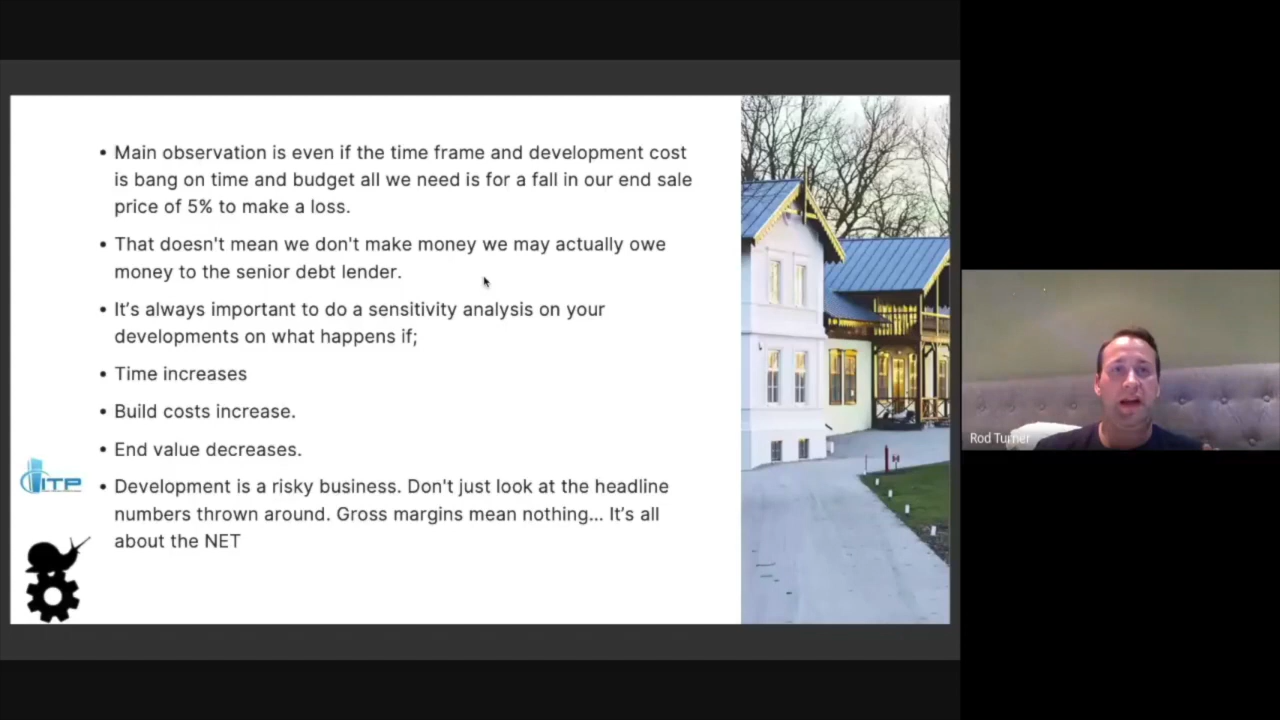 • Main observation is even if the time frame and development cost
is bang on time and budget all we need is for a fall in our end sale
price of 5% to make a loss.
• That doesn't mean we don't make money we may actually owe
money to the senior debt lender.
• It’s always important to do a sensitivity analysis on your
developments on what happens if;
• Time increases
• Build costs increase.
• End value decreases.
• Development is a risky business. Don't just look at the headline
numbers thrown around. Gross margins mean nothing... It’s all
about the NET
ITP
Rod Turner